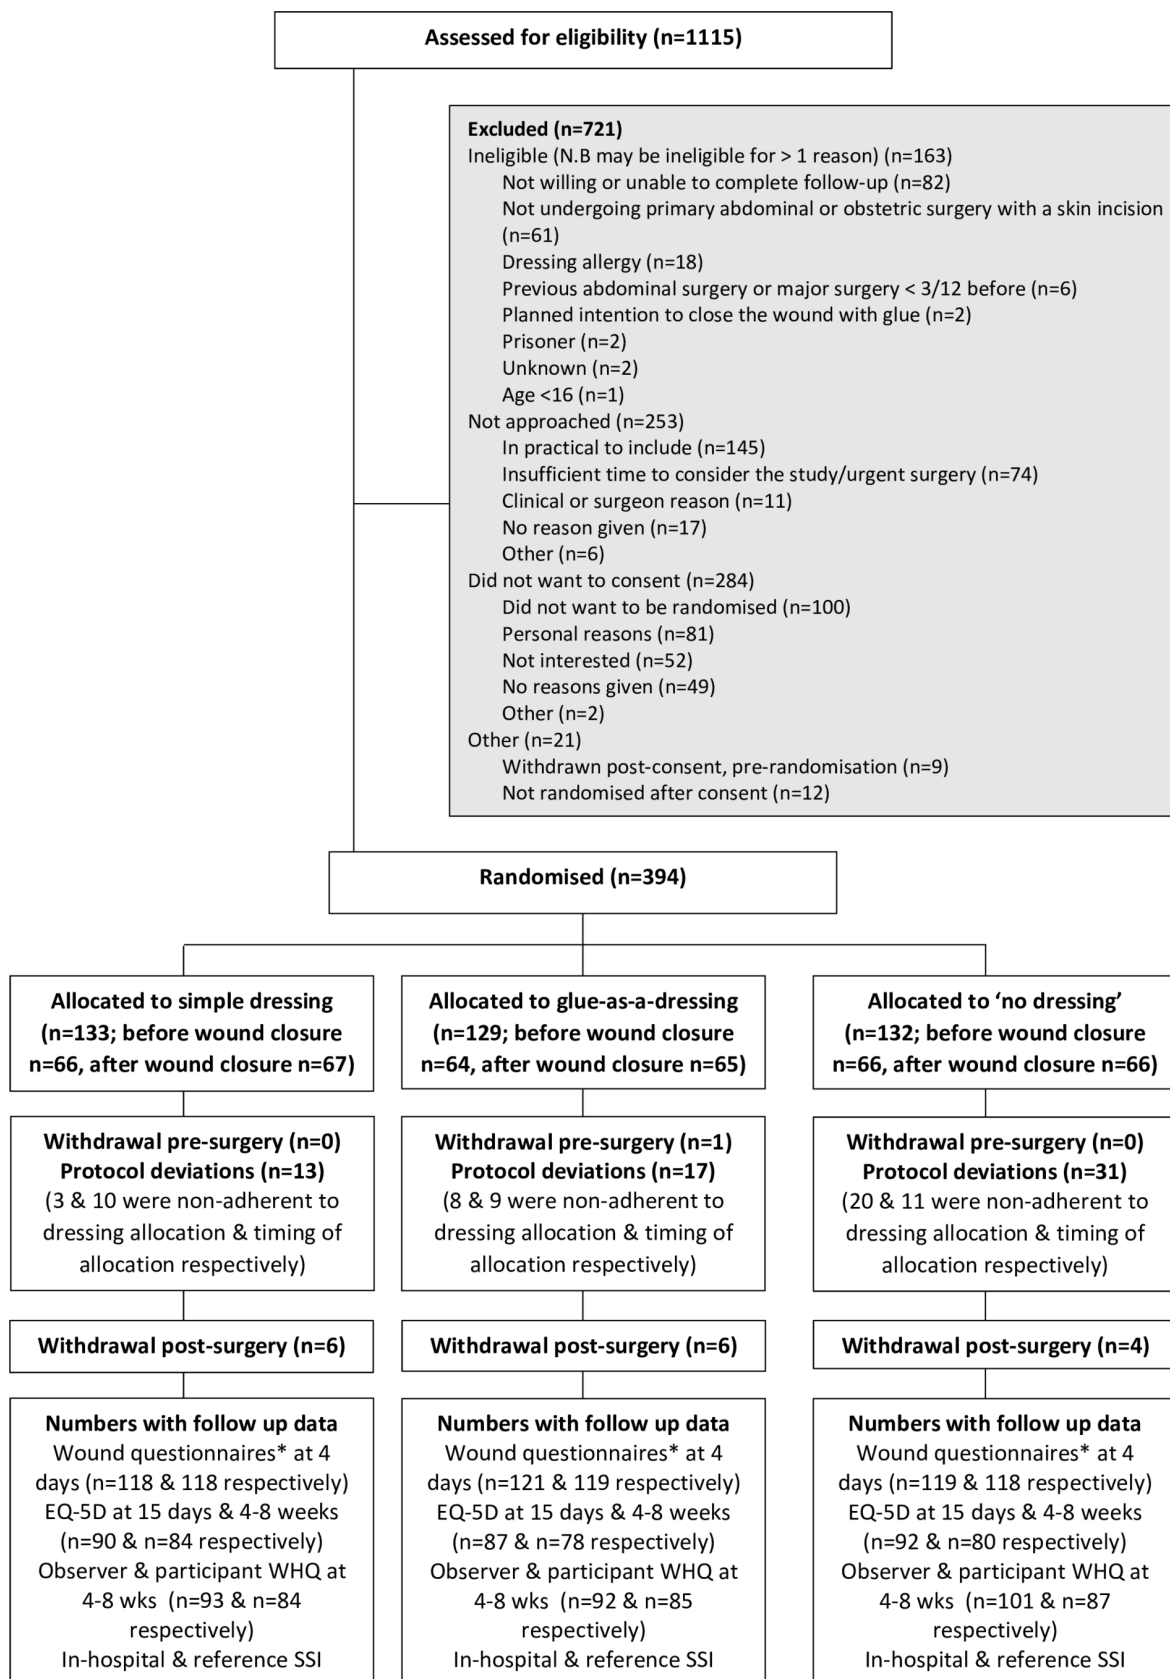 Assessed for eligibility (n=1115)
Excluded (n=721)
Ineligible (N.B may be ineligible for > 1 reason) (n=163)
Not willing or unable to complete follow-up (n=82)
Not undergoing primary abdominal or obstetric surgery with a skin incision
(n=61)
Dressing allergy (n=18)
Previous abdominal surgery or major surgery < 3/12 before (n=6)
Planned intention to close the wound with glue (n=2)
Prisoner (n=2)
Unknown (n=2)
Age <16 (n=1)
Not approached (n=253)
In practical to include (n=145)
Insufficient time to consider the study/urgent surgery (n=74)
Clinical or surgeon reason (n=11)
No reason given (n=17)
Other (n=6)
Did not want to consent (n=284)
Did not want to be randomised (n=100)
Personal reasons (n=81)
Not interested (n=52)
No reasons given (n=49)
Other (n=2)
Other (n=21)
Withdrawn post-consent, pre-randomisation (n=9)
Not randomised after consent (n=12)
Randomised (n=394)
Allocated to simple dressing
(n=133; before wound closure
n=66, after wound closure n=67)
Withdrawal pre-surgery (n=0)
Protocol deviations (n=13)
(3 & 10 were non-adherent to
dressing allocation & timing of
allocation respectively)
Withdrawal post-surgery (n=6)
Numbers with follow up data
Wound questionnaires* at 4
days (n=118 & 118 respectively)
EQ-5D at 15 days & 4-8 weeks
(n=90 & n=84 respectively)
Observer & participant WHQ at
4-8 wks (n=93 & n=84
respectively)
In-hospital & reference SSI
Allocated to glue-as-a-dressing
(n=129; before wound closure
n=64, after wound closure n=65)
Withdrawal pre-surgery (n=1)
Protocol deviations (n=17)
(8 & 9 were non-adherent to
dressing allocation & timing of
allocation respectively)
Withdrawal post-surgery (n=6)
Numbers with follow up data
Wound questionnaires* at 4
days (n=121 & 119 respectively)
EQ-5D at 15 days & 4-8 weeks
(n=87 & n=78 respectively)
Observer & participant WHQ at
4-8 wks (n=92 & n=85
respectively)
In-hospital & reference SSI
Allocated to ‘no dressing’
(n=132; before wound closure
n=66, after wound closure n=66)
Withdrawal pre-surgery (n=0)
Protocol deviations (n=31)
(20 & 11 were non-adherent to
dressing allocation & timing of
allocation respectively)
Withdrawal post-surgery (n=4)
Numbers with follow up data
Wound questionnaires* at 4
days (n=119 & 118 respectively)
EQ-5D at 15 days & 4-8 weeks
(n=92 & n=80 respectively)
Observer & participant WHQ at
4-8 wks (n=101 & n=87
respectively)
In-hospital & reference SSI